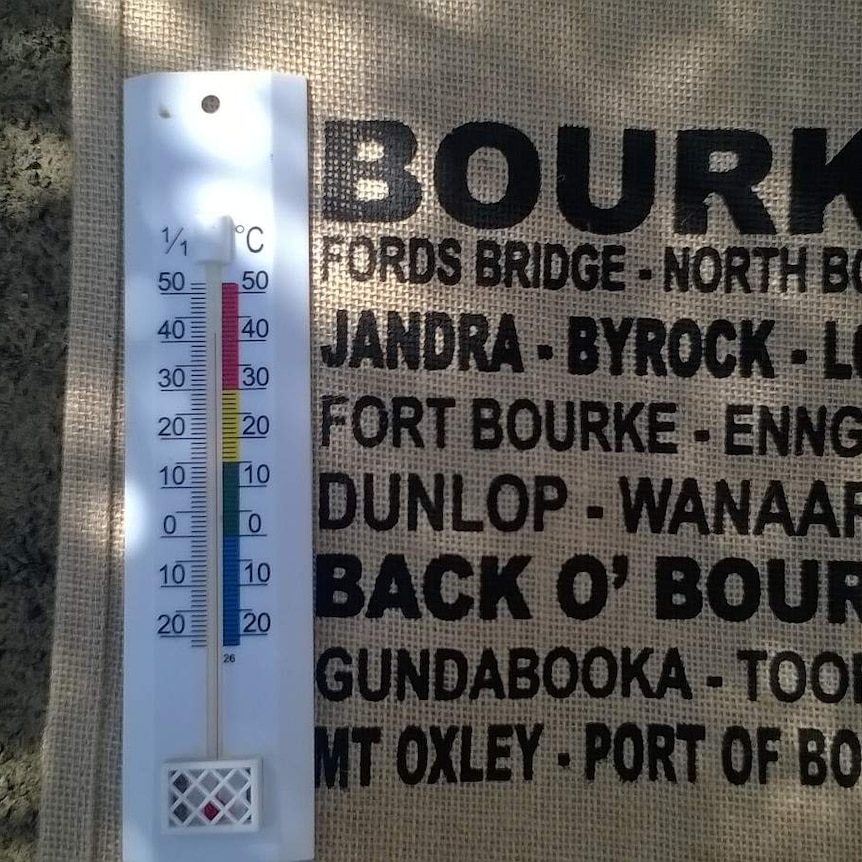 1/1 °C
50 50
40 40
30 30
20 20
10 10
0 0
10 10
20 20
26
BOURK
FORDS BRIDGE - NORTH BO
JANDRA - BYROCK - LO
FORT BOURKE - ENNG
DUNLOP - WANAAR
BACK O' BOUR
GUNDABOOKA - TOO
MT OXLEY - PORT OF BO